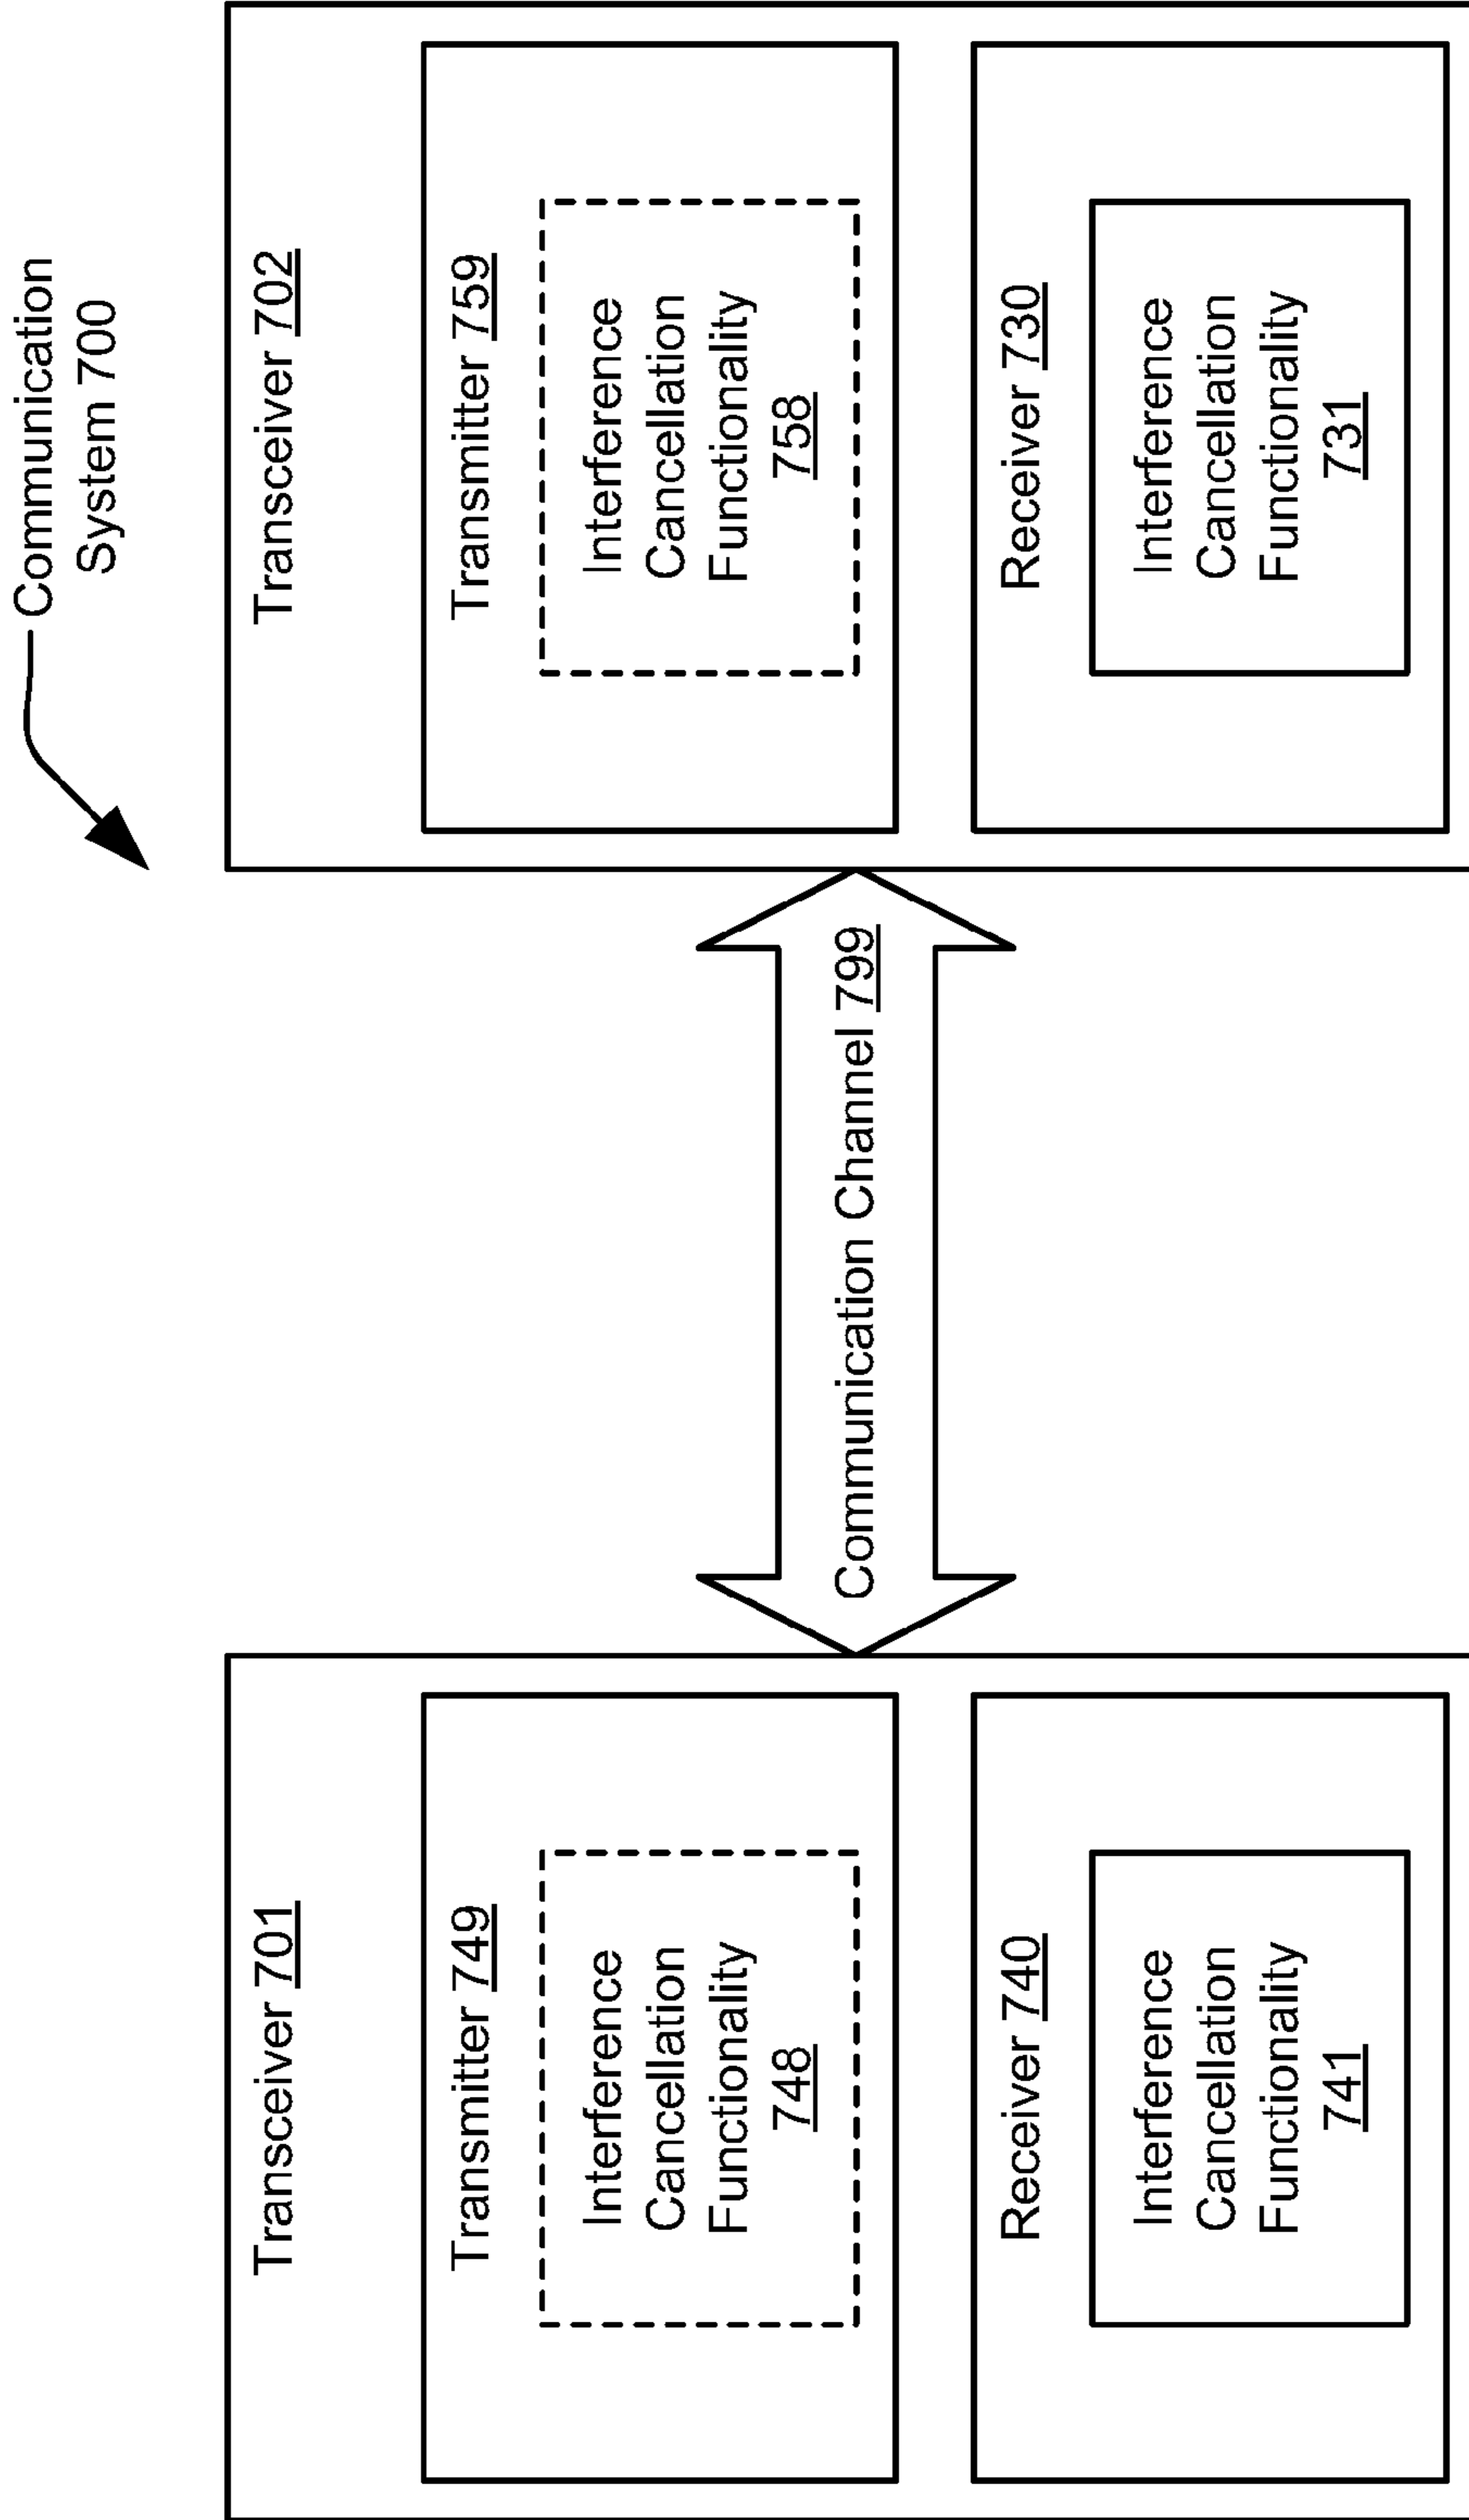 Communication
System 700
Transceiver 701
Transmitter 749
Interference
Cancellation
Functionality
748
Receiver 740
Interference
Cancellation
Functionality
741
Communication Channel 799
Transceiver 702
Transmitter 759
Interference
Cancellation
Functionality
758
Receiver 730
Interference
Cancellation
Functionality
731